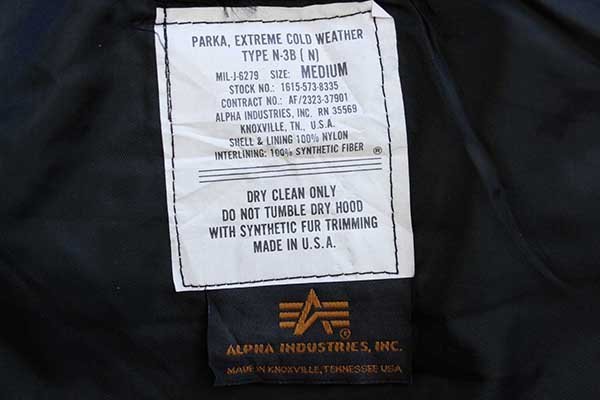 PARKA, EXTREME COLD WEATHER
TYPE N-3B ( N)
MIL-J-6279 SIZE: MEDIUM
STOCK NO.: 1615-573-8335
CONTRACT NO.: AF/2323-37901
ALPHA INDUSTRIES, INC. RN 35569
KNOXVILLE, TN., U.S.A.
SHELL & LINING 100% NYLON
INTERLINING: 100% SYNTHETIC FIBER ®
DRY CLEAN ONLY
DO NOT TUMBLE DRY HOOD
WITH SYNTHETIC FUR TRIMMING
MADE IN U.S.A.
ALPHA INDUSTRIES, INC.
MADE IN KNOXVILLE, TENNESSEE USA